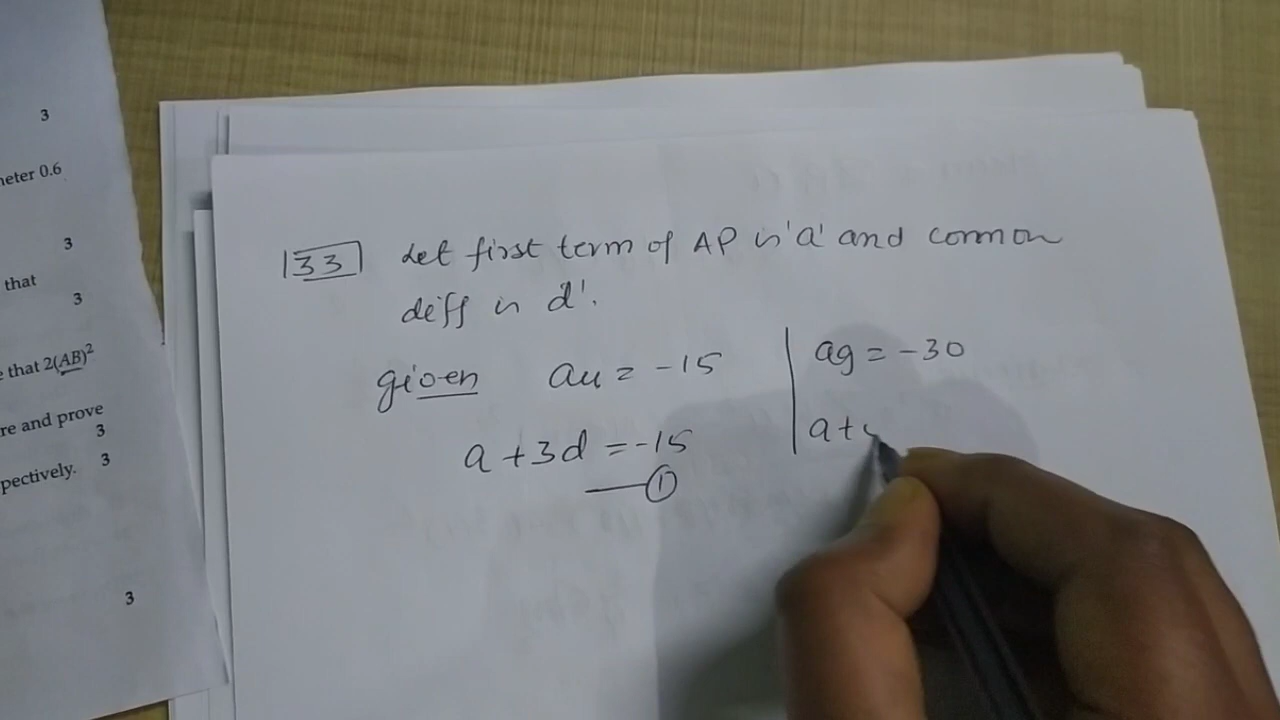 3
neter 0.6
3
that
3
that 2(AB)²
re and prove
3
pectively. 3
3
33 Let first term of AP is 'a' and common
diff is d'.
given a4 = -15
a + 3d = -15
—①
a9 = -30
a +